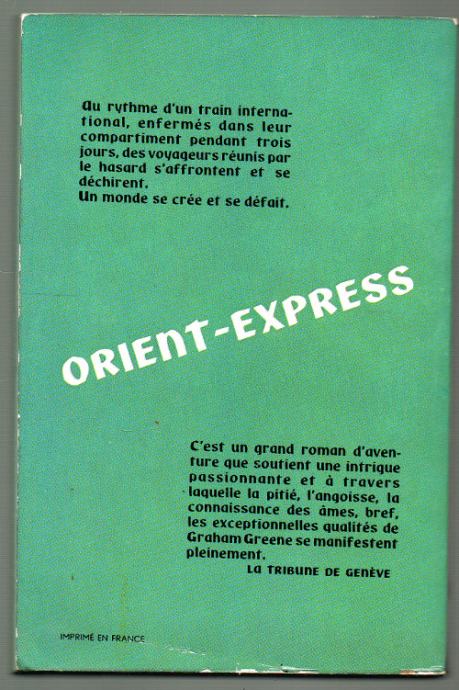 Au rythme d'un train interna-
tional, enfermés dans leur
compartiment pendant trois
jours, des voyageurs réunis par
le hasard s'affrontent et se
déchirent.
Un monde se crée et se défait.
ORIENT-EXPRESS
C'est un grand roman d'aven-
ture que soutient une intrigue
passionnante et à travers
laquelle la pitié, l'angoisse, la
connaissance des âmes, bref,
les exceptionnelles qualités de
Graham Greene se manifestent
pleinement.
LA TRIBUNE DE GENÈVE
IMPRIMÉ EN FRANCE